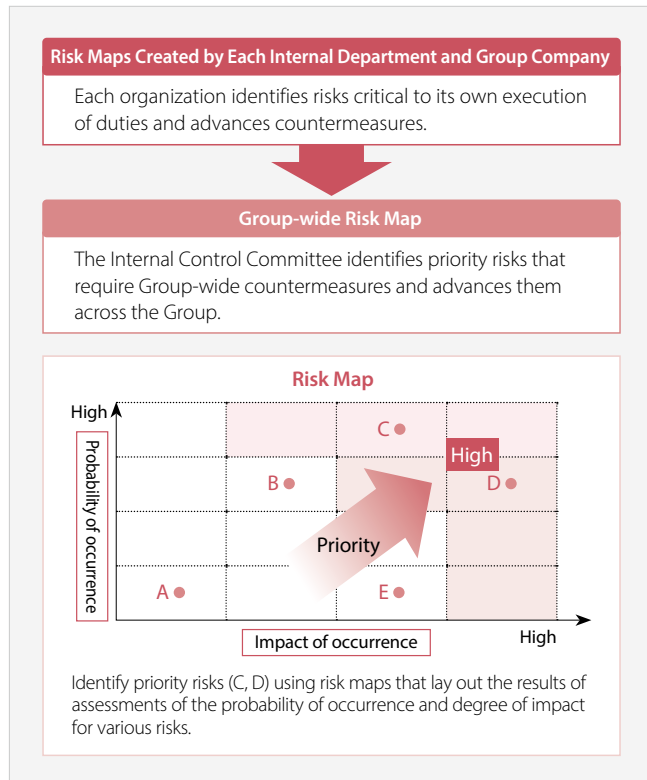 Risk Maps Created by Each Internal Department and Group Company
Each organization identifies risks critical to its own execution
of duties and advances countermeasures.
Group-wide Risk Map
The Internal Control Committee identifies priority risks that
require Group-wide countermeasures and advances them
across the Group.
Risk Map
High
Probability of occurrence
C
High
B
D
Priority
A
E
Impact of occurrence
High
Identify priority risks (C, D) using risk maps that lay out the results of
assessments of the probability of occurrence and degree of impact
for various risks.